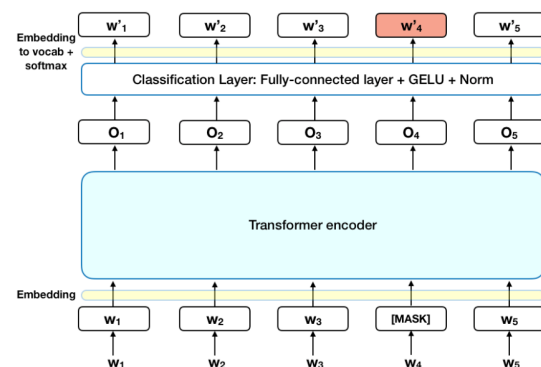 w'1 w'2 w'3 w'4 w'5
Embedding
to vocab +
softmax
Classification Layer: Fully-connected layer + GELU + Norm
O1 O2 O3 O4 O5
Transformer encoder
Embedding
W1 W2 W3 [MASK] W5
W1 W2 W3 W4 W5